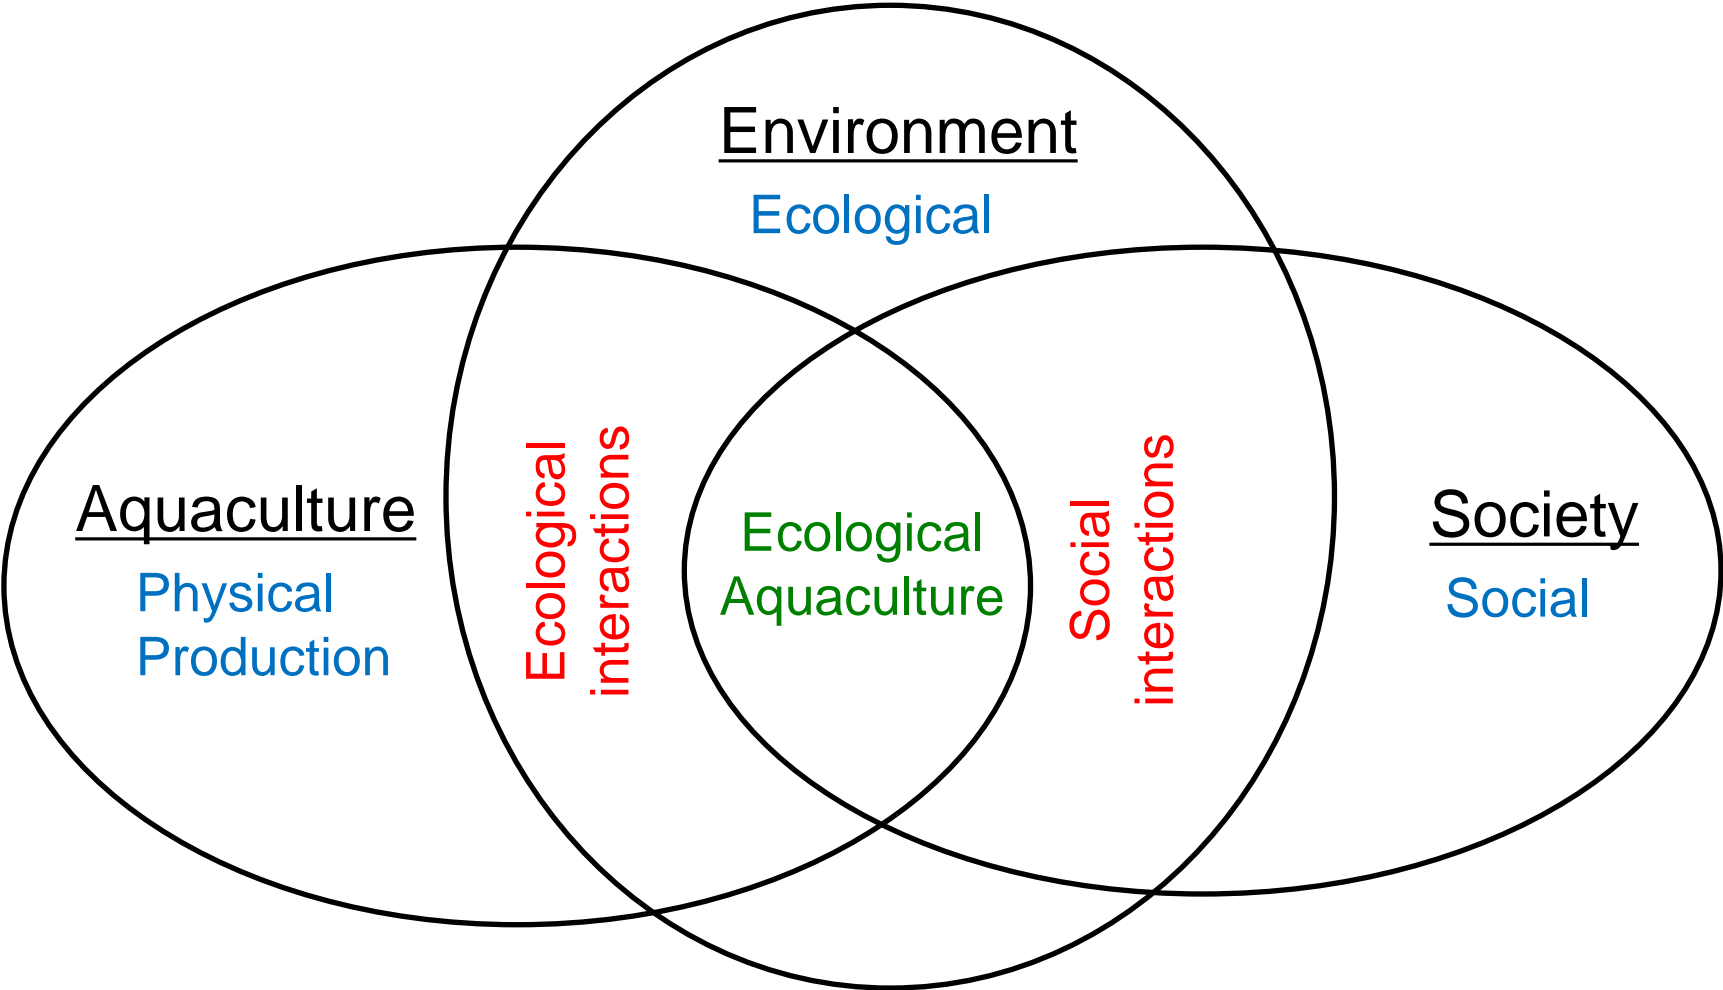 Environment
Ecological
Aquaculture
Physical
Production
Ecological
interactions
Ecological
Aquaculture
Social
interactions
Society
Social